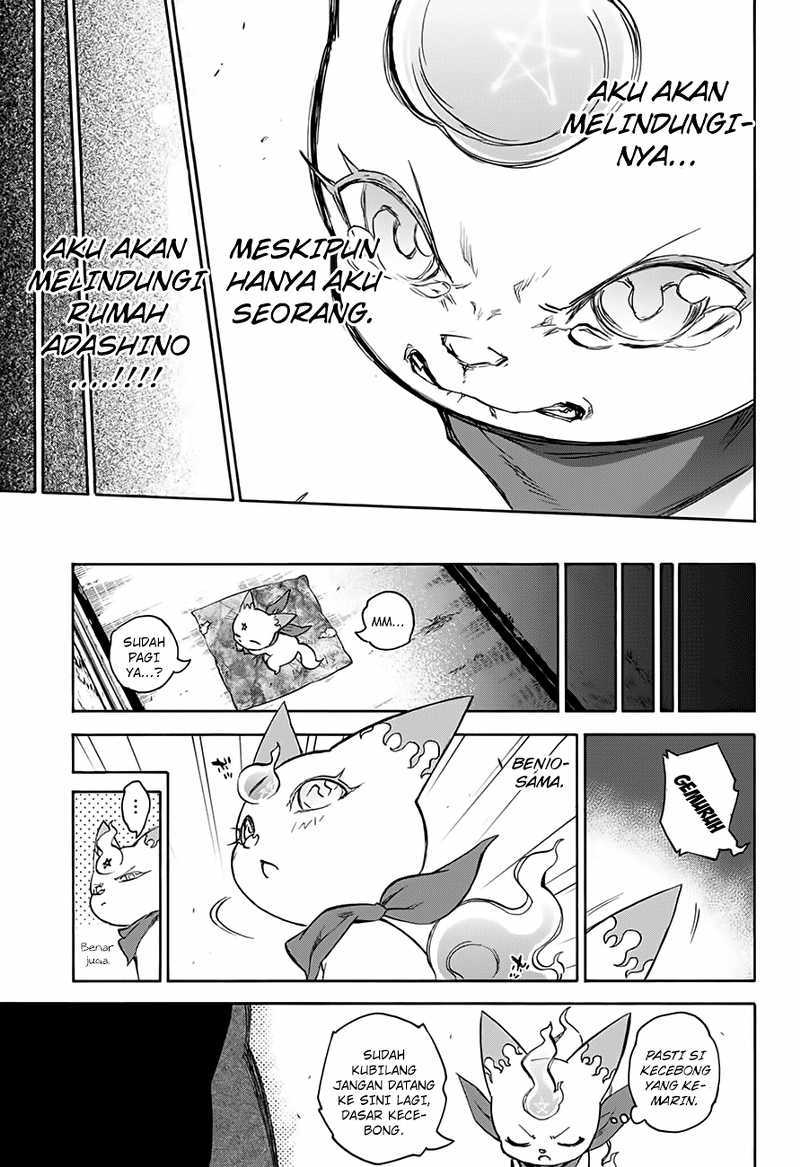 AKU AKAN
MELINDUNGI-
NYA...
MESKIPUN
HANYA AKU
SEORANG.
AKU AKAN
MELINDUNGI
RUMAH
ADASHINO
....!!!!
MM...
SUDAH
PAGI
YA...?
GEMURUH
BENIO-
SAMA.
...
Benar
juga.
PASTI SI
KECEBONG
YANG KE-
MARIN.
SUDAH
KUBILANG
JANGAN DATANG
KE SINI LAGI,
DASAR KECE-
BONG.